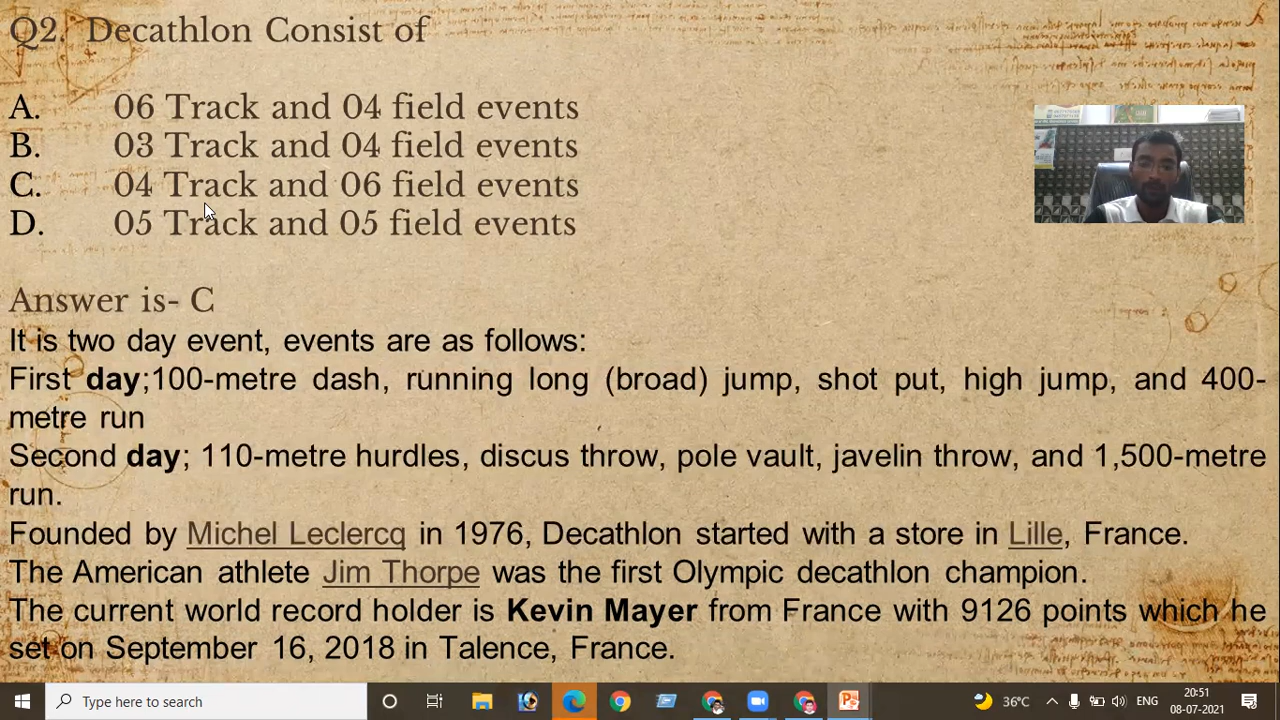 Q2. Decathlon Consist of
A. 06 Track and 04 field events
B. 03 Track and 04 field events
C. 04 Track and 06 field events
D. 05 Track and 05 field events
Answer is- C
It is two day event, events are as follows:
First day;100-metre dash, running long (broad) jump, shot put, high jump, and 400-
metre run
Second day; 110-metre hurdles, discus throw, pole vault, javelin throw, and 1,500-metre
run.
Founded by Michel Leclercq in 1976, Decathlon started with a store in Lille, France.
The American athlete Jim Thorpe was the first Olympic decathlon champion.
The current world record holder is Kevin Mayer from France with 9126 points which he
set on September 16, 2018 in Talence, France.
Type here to search
36°C
ENG
20:51
08-07-2021